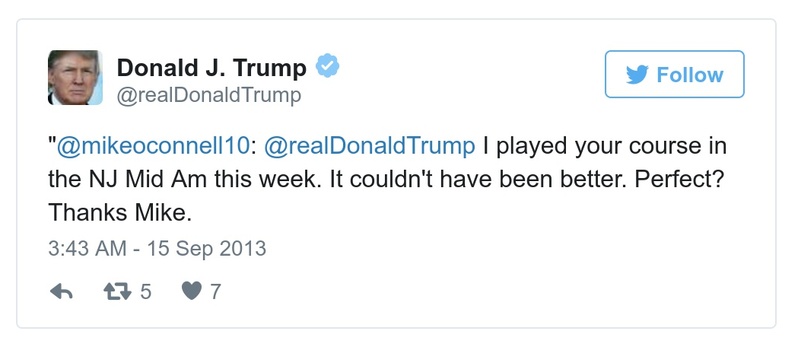 Donald J. Trump
@realDonaldTrump
Follow
"@mikeoconnell10: @realDonaldTrump I played your course in
the NJ Mid Am this week. It couldn't have been better. Perfect?
Thanks Mike.
3:43 AM - 15 Sep 2013
5
7